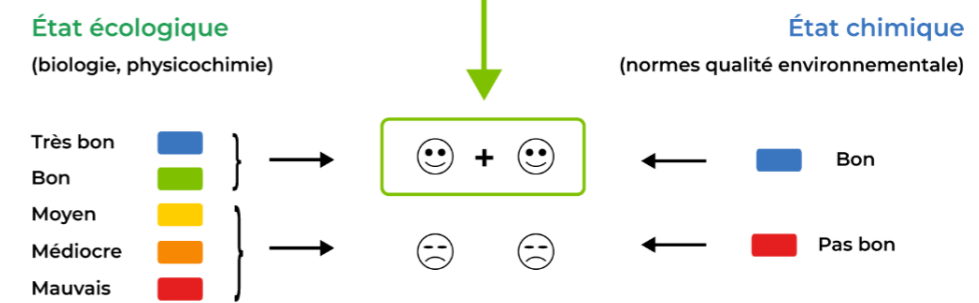 État écologique
(biologie, physicochimie)
État chimique
(normes qualité environnementale)
Très bon
Bon
Moyen
Médiocre
Mauvais
+
Bon
Pas bon